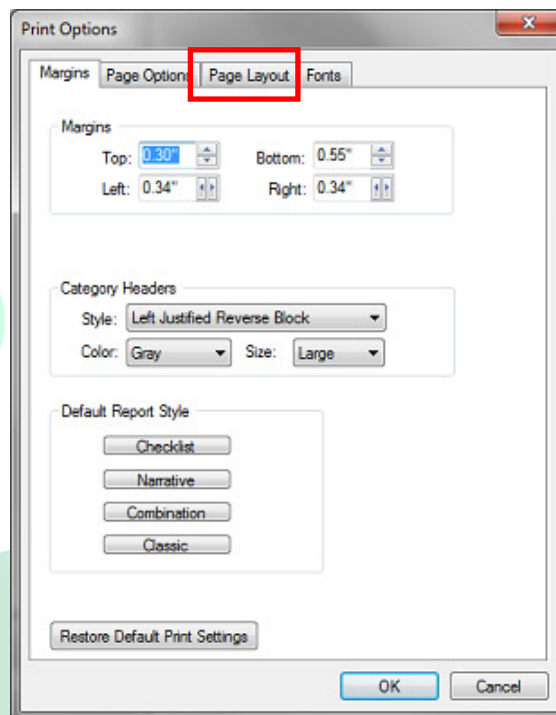 Print Options
Margins Page Options Page Layout Fonts
Margins
Top: 0.30" Bottom: 0.55"
Left: 0.34" Right: 0.34"
Category Headers
Style: Left Justified Reverse Block
Color: Gray Size: Large
Default Report Style
Checklist
Narrative
Combination
Classic
Restore Default Print Settings
OK Cancel